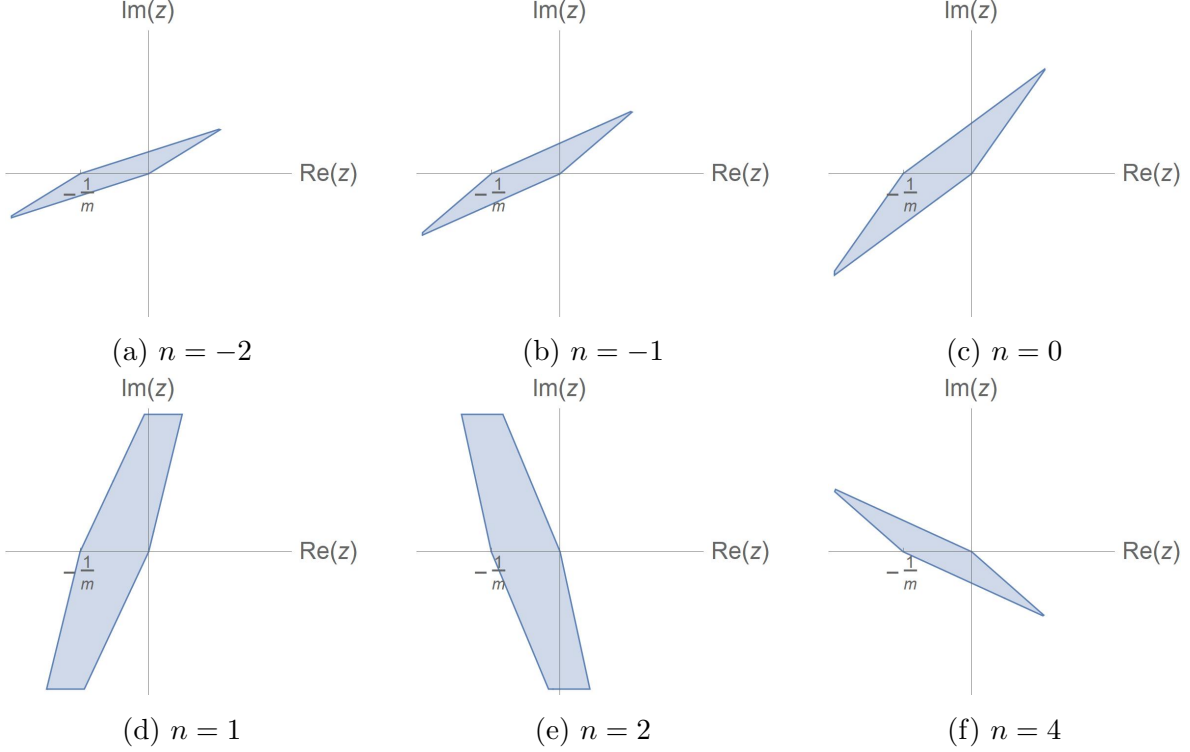 Im(z) Im(z) Im(z)
Re(z) Re(z) Re(z)
− 1/m − 1/m − 1/m
(a) n = −2 (b) n = −1 (c) n = 0
Im(z) Im(z) Im(z)
Re(z) Re(z) Re(z)
− 1/m − 1/m − 1/m
(d) n = 1 (e) n = 2 (f) n = 4